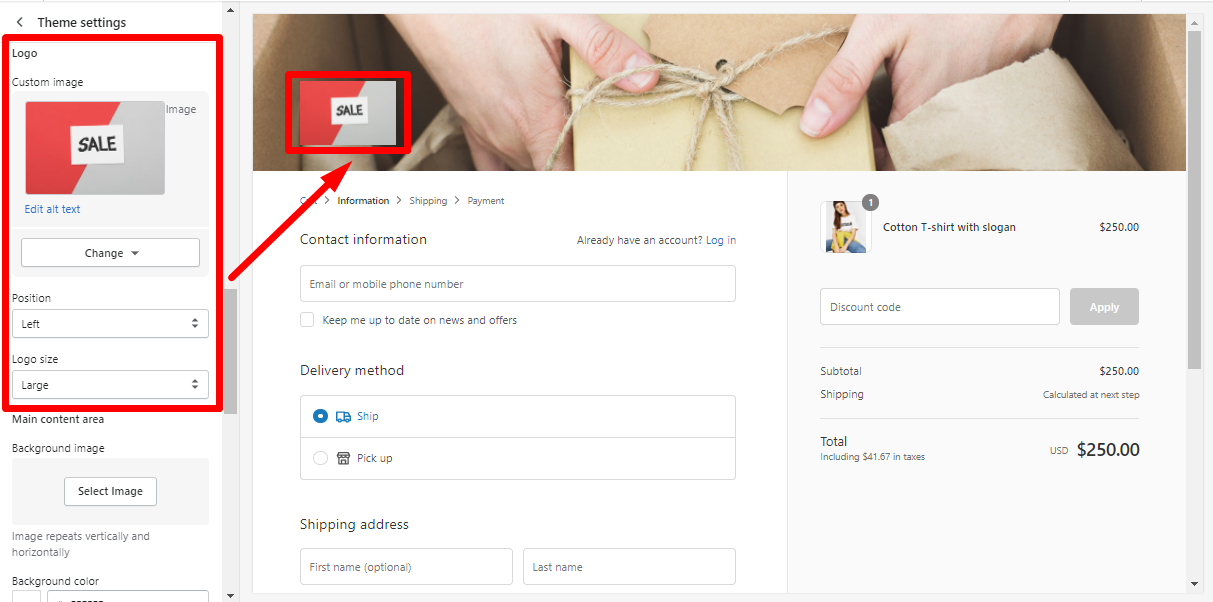 Theme settings
Logo
Custom image
SALE
Image
Edit alt text
Change
Position
Left
Logo size
Large
Main content area
Background image
Select Image
Image repeats vertically and
horizontally
Background color
SALE
Information > Shipping > Payment
Contact information
Already have an account? Log in
Email or mobile phone number
Keep me up to date on news and offers
Delivery method
Ship
Pick up
Shipping address
First name (optional)
Last name
1
Cotton T-shirt with slogan
$250.00
Discount code
Apply
Subtotal
$250.00
Shipping
Calculated at next step
Total
Including $41.67 in taxes
USD $250.00